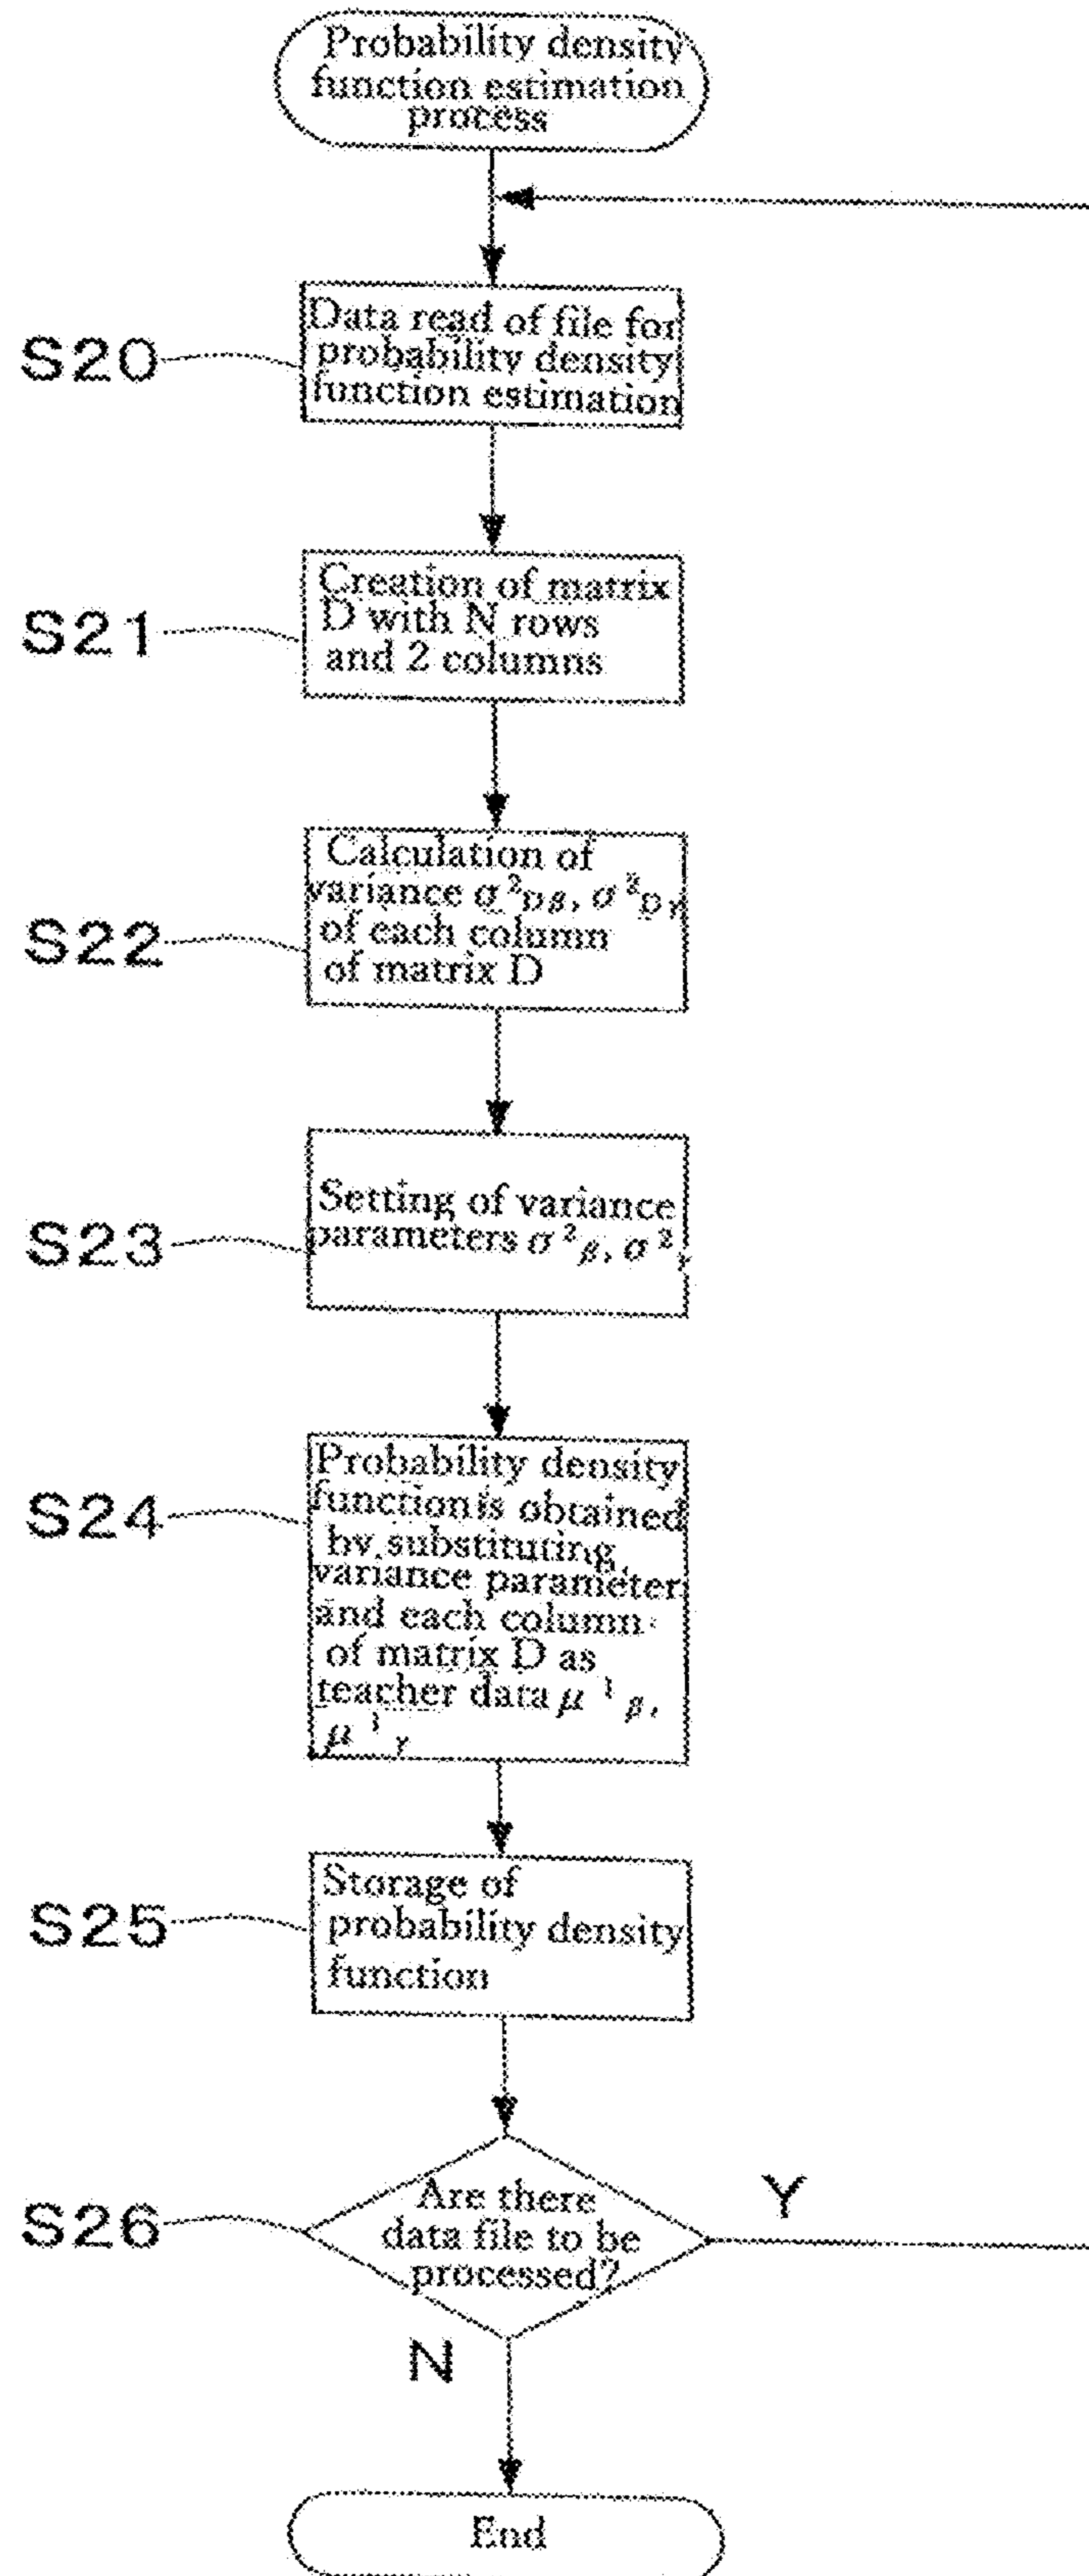 Probability density
function estimation
process
S20
Data read of file for
probability density
function estimation
S21
Creation of matrix
D with N rows
and 2 columns
S22
Calculation of
variance σ²Dβ, σ²Dγ
of each column
of matrix D
S23
Setting of variance
parameters σ²β, σ²γ
S24
Probability density
function is obtained
by substituting
variance parameter
and each column
of matrix D as
teacher data μ¹β,
μ¹γ
S25
Storage of
probability density
function
S26
Are there
data file to be
processed?
Y
N
End